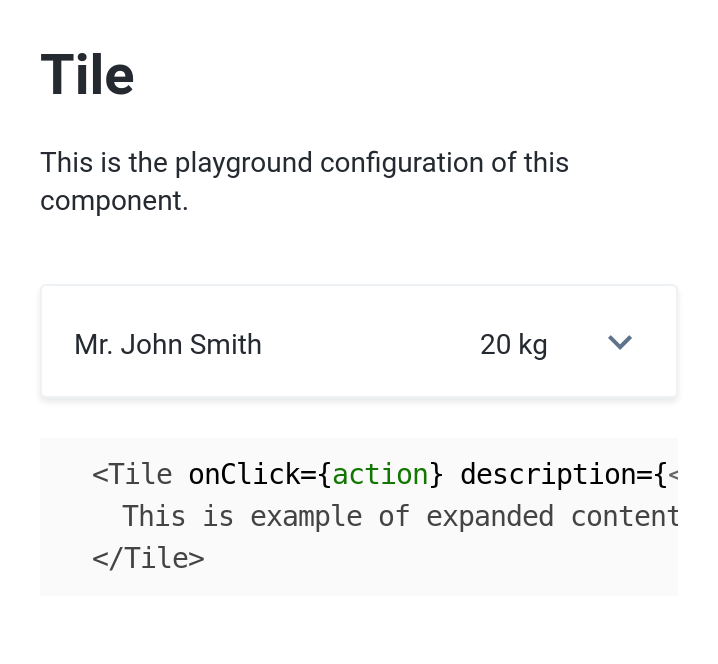 Tile
This is the playground configuration of this
component.
Mr. John Smith 20 kg
<Tile onClick={action} description={<
This is example of expanded content
</Tile>